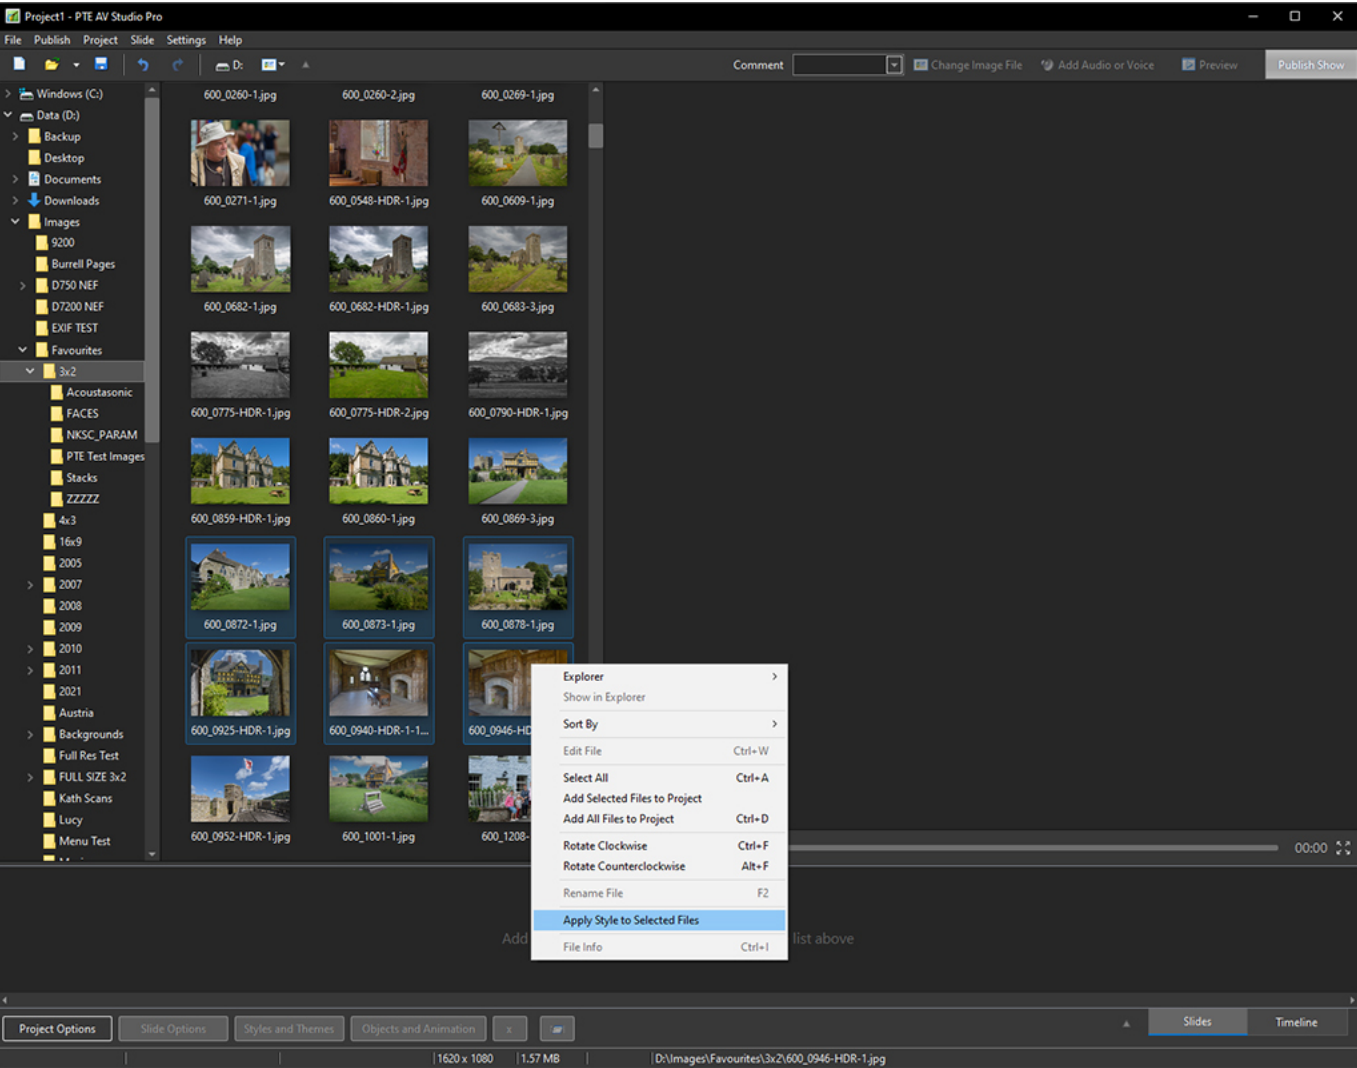 Project1 - PTE AV Studio Pro
File Publish Project Slide Settings Help
D: Comment Change Image File Add Audio or Voice Preview Publish Show
Windows (C:)
Data (D:)
Backup
Desktop
Documents
Downloads
Images
9200
Burrell Pages
D750 NEF
D7200 NEF
EXIF TEST
Favourites
3x2
Acoustasonic
FACES
NKSC_PARAM
PTE Test Images
Stacks
ZZZZZ
4x3
16x9
2005
2007
2008
2009
2010
2011
2021
Austria
Backgrounds
Full Res Test
FULL SIZE 3x2
Kath Scans
Lucy
Menu Test
600_0260-1.jpg 600_0260-2.jpg 600_0269-1.jpg
600_0271-1.jpg 600_0548-HDR-1.jpg 600_0609-1.jpg
600_0682-1.jpg 600_0682-HDR-1.jpg 600_0683-3.jpg
600_0775-HDR-1.jpg 600_0775-HDR-2.jpg 600_0790-HDR-1.jpg
600_0859-HDR-1.jpg 600_0860-1.jpg 600_0869-3.jpg
600_0872-1.jpg 600_0873-1.jpg 600_0878-1.jpg
600_0925-HDR-1.jpg 600_0940-HDR-1-1... 600_0946-HD
600_0952-HDR-1.jpg 600_1001-1.jpg 600_1208-
Explorer
Show in Explorer
Sort By
Edit File Ctrl+W
Select All Ctrl+A
Add Selected Files to Project
Add All Files to Project Ctrl+D
Rotate Clockwise Ctrl+F
Rotate Counterclockwise Alt+F
Rename File F2
Apply Style to Selected Files
File Info Ctrl+I
00:00
Add list above
Project Options Slide Options Styles and Themes Objects and Animation x Slides Timeline
1620 x 1080 1.57 MB D:\Images\Favourites\3x2\600_0946-HDR-1.jpg